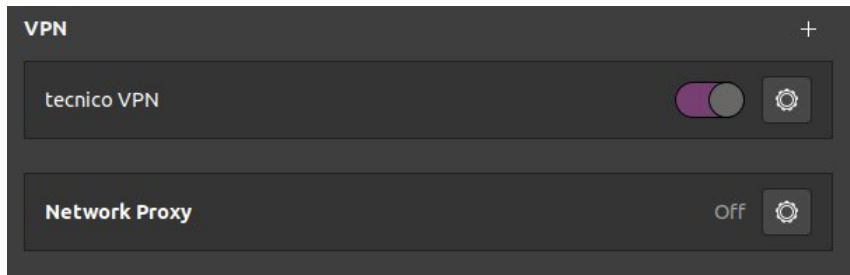 VPN +
tecnico VPN
Network Proxy Off